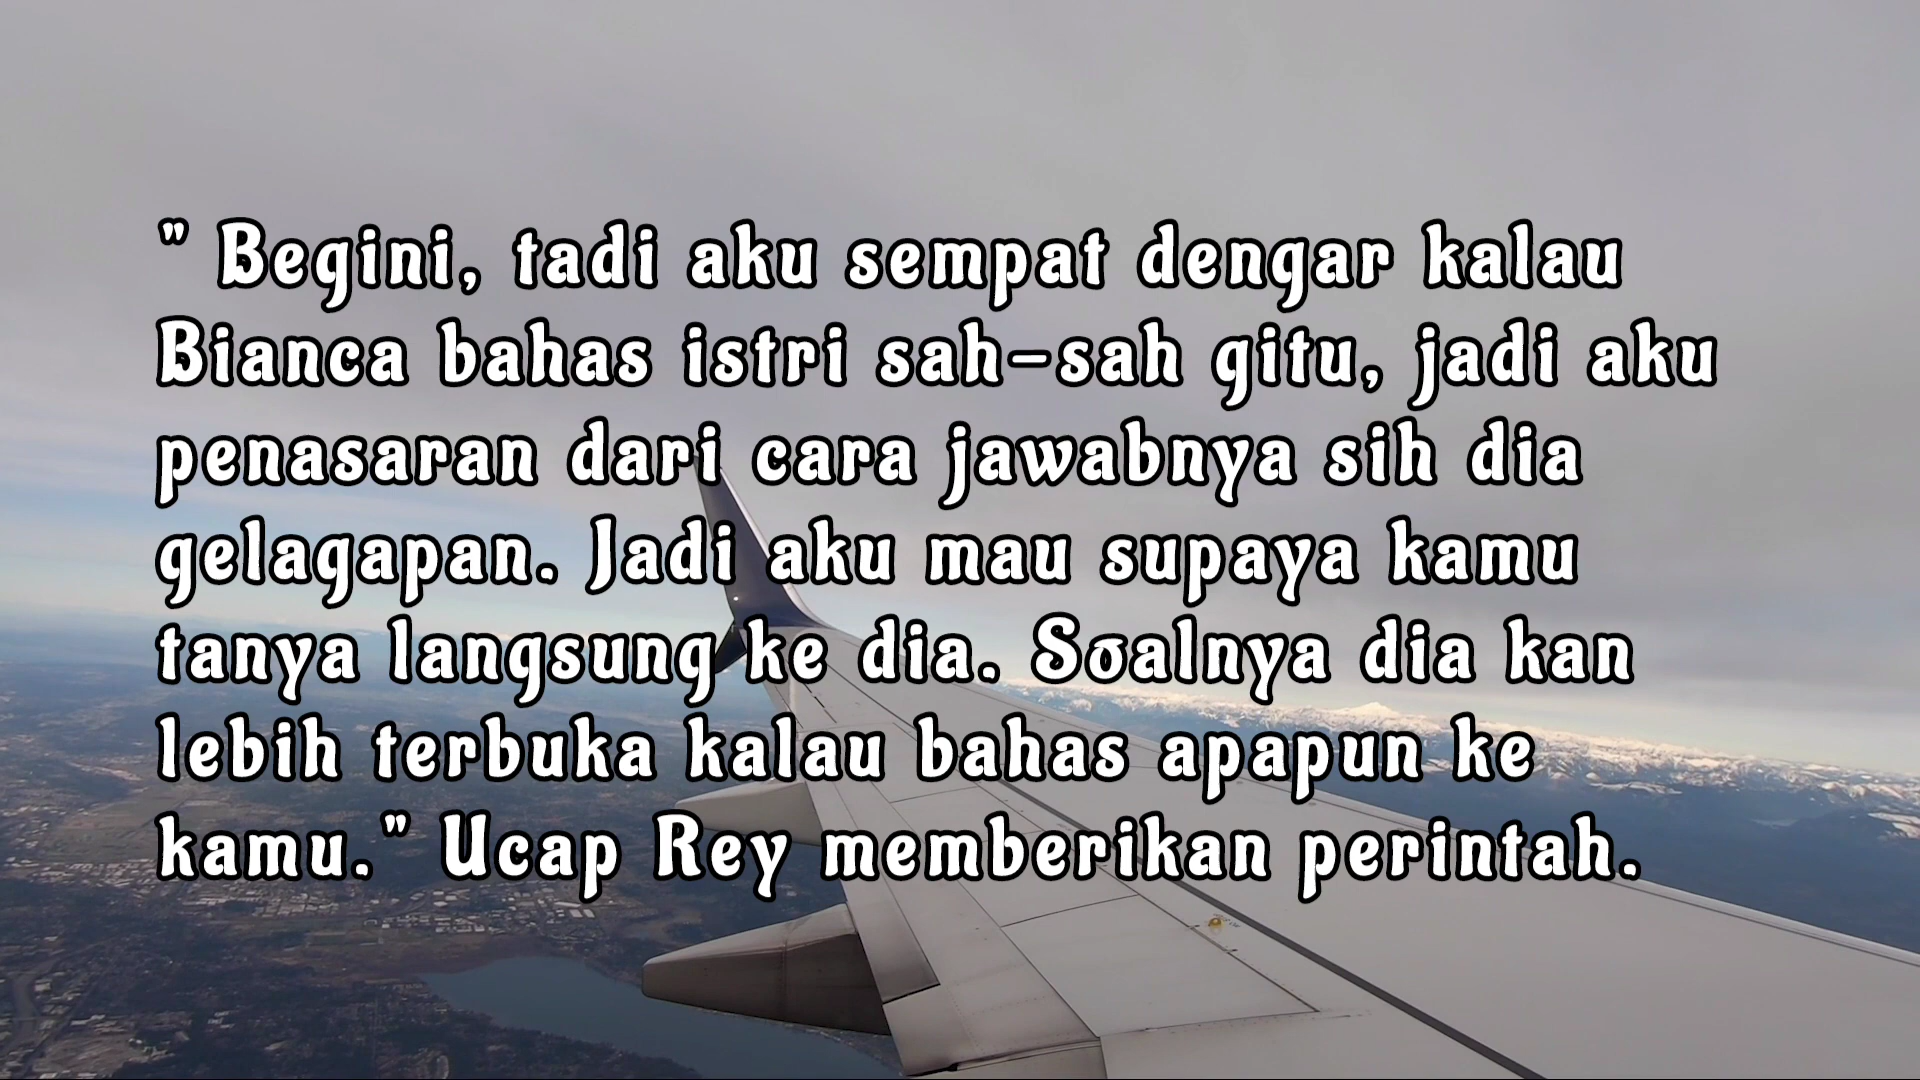 " Begini, tadi aku sempat dengar kalau
Bianca bahas istri sah-sah gitu, jadi aku
penasaran dari cara jawabnya sih dia
gelagapan. Jadi aku mau supaya kamu
tanya langsung ke dia. Soalnya dia kan
lebih terbuka kalau bahas apapun ke
kamu." Ucap Rey memberikan perintah.